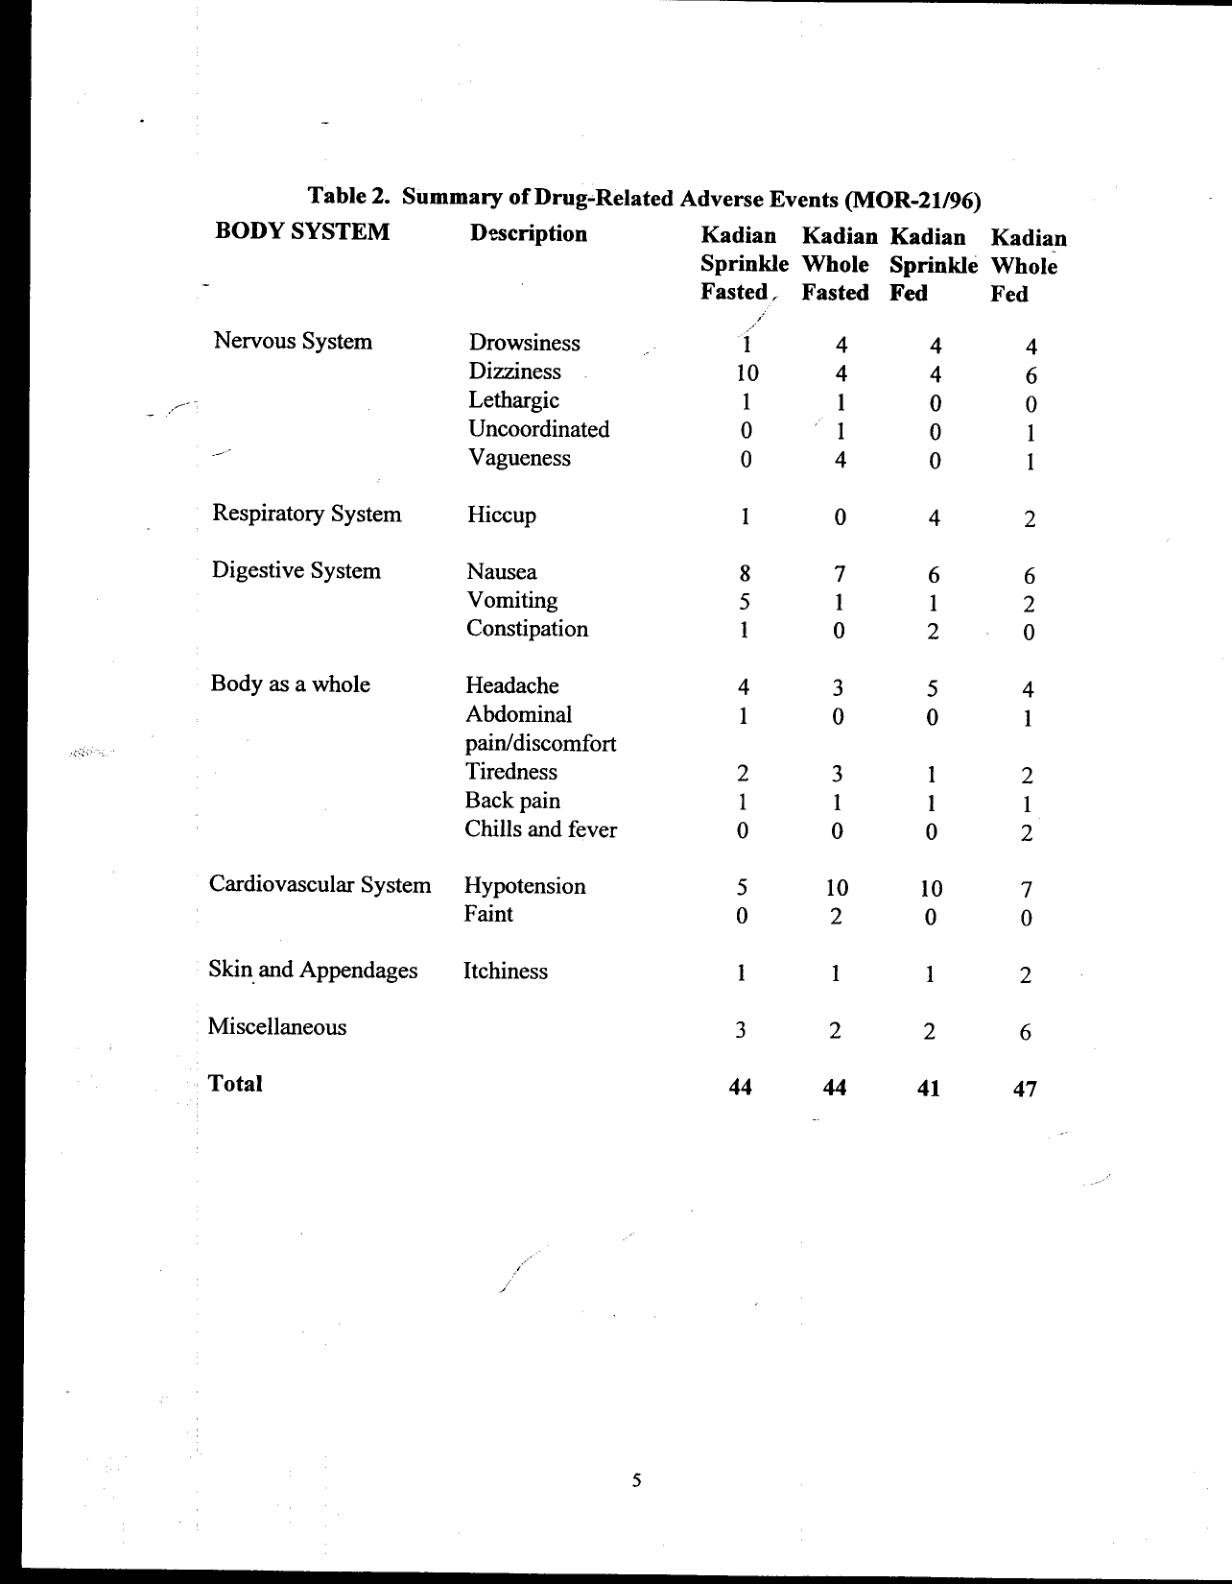 Table 2. Summary of Drug-Related Adverse Events (MOR-21/96)
BODY SYSTEM Description Kadian Kadian Kadian Kadian
Sprinkle Whole Sprinkle Whole
Fasted Fasted Fed Fed
Nervous System Drowsiness 1 4 4 4
Dizziness 10 4 4 6
Lethargic 1 1 0 0
Uncoordinated 0 1 0 1
Vagueness 0 4 0 1
Respiratory System Hiccup 1 0 4 2
Digestive System Nausea 8 7 6 6
Vomiting 5 1 1 2
Constipation 1 0 2 0
Body as a whole Headache 4 3 5 4
Abdominal 1 0 0 1
pain/discomfort
Tiredness 2 3 1 2
Back pain 1 1 1 1
Chills and fever 0 0 0 2
Cardiovascular System Hypotension 5 10 10 7
Faint 0 2 0 0
Skin and Appendages Itchiness 1 1 1 2
Miscellaneous 3 2 2 6
Total 44 44 41 47
5